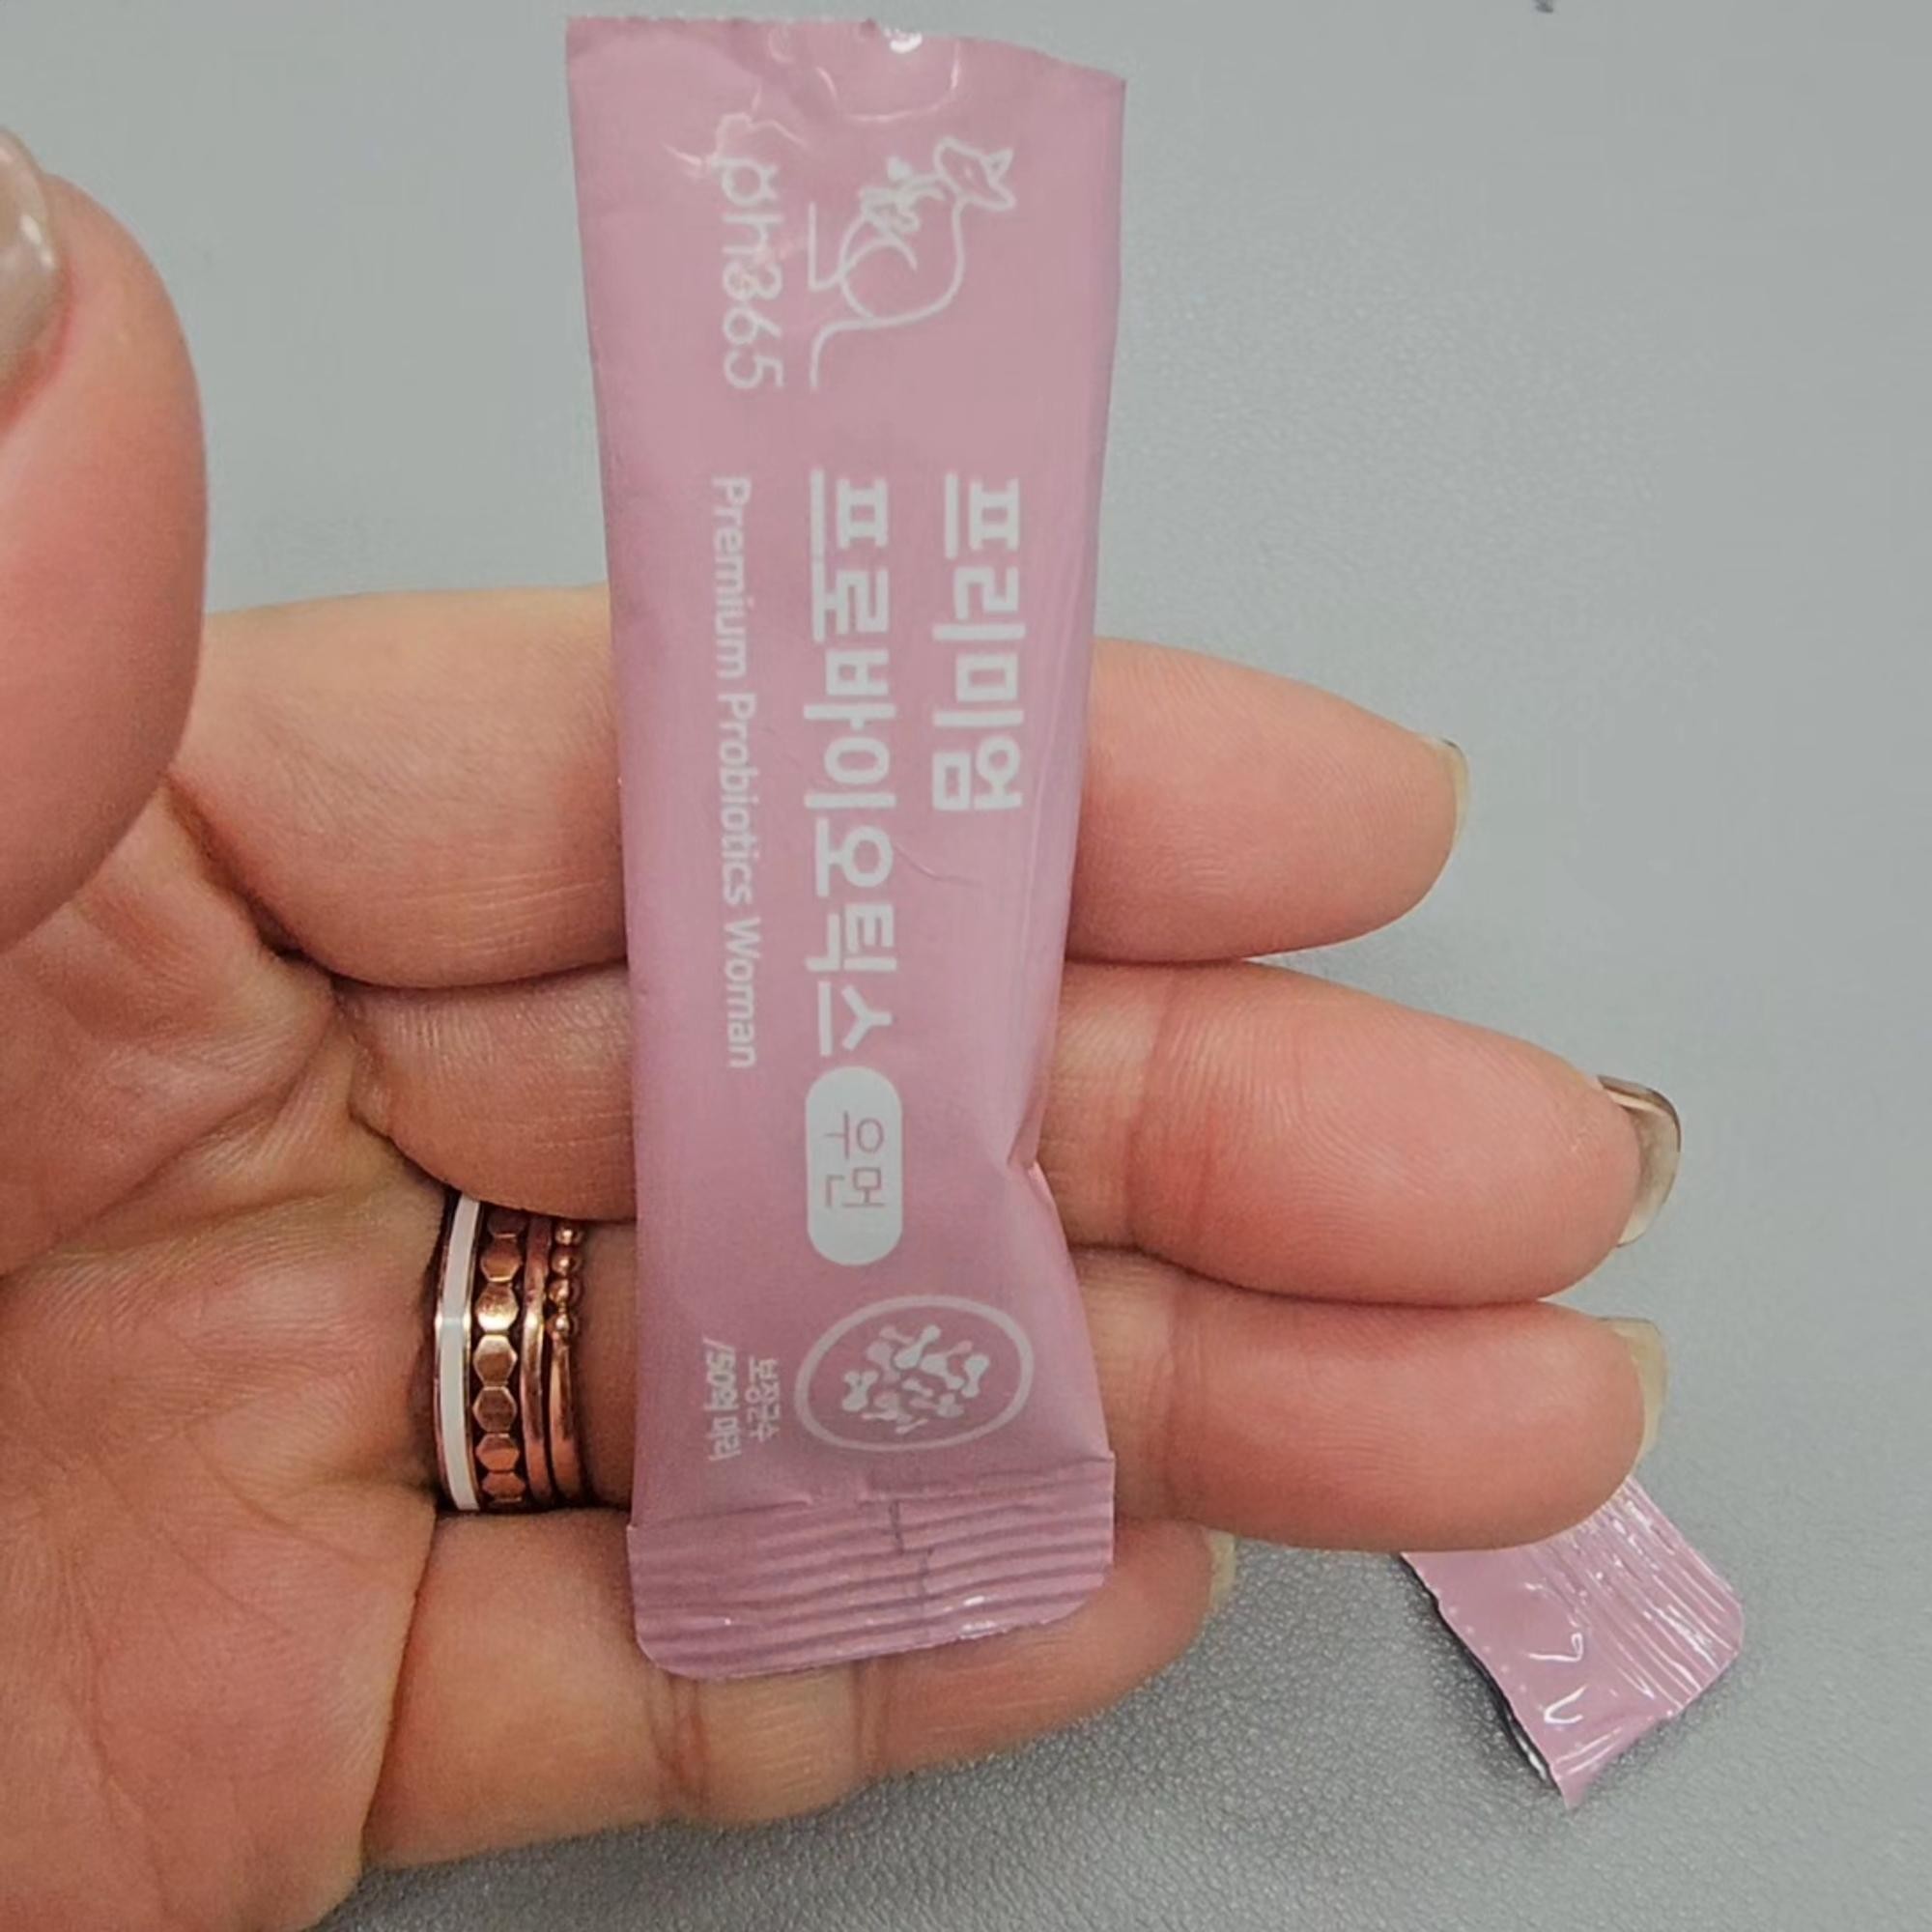 ph365
프리미엄
프로바이오틱스 우먼
Premium Probiotics Woman
보장균수
/50억 마리